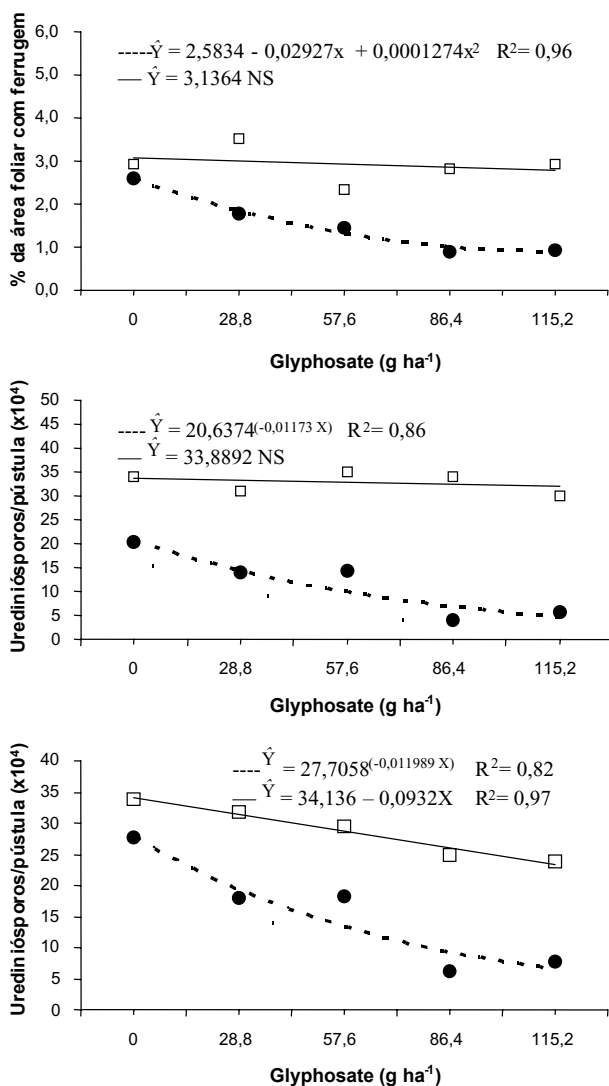 % da área foliar com ferrugem
6,0
5,0
4,0
3,0
2,0
1,0
0,0
----- Ŷ = 2,5834 - 0,02927x + 0,0001274x² R²= 0,96
— Ŷ = 3,1364 NS
0 28,8 57,6 86,4 115,2
Glyphosate (g ha⁻¹)
Urediniósporos/pústula (x10⁴)
50
45
40
35
30
25
20
15
10
5
0
---- Ŷ = 20,6374⁽⁻⁰,⁰¹¹⁷³ ˣ⁾ R²= 0,86
— Ŷ = 33,8892 NS
0 28,8 57,6 86,4 115,2
Glyphosate (g ha⁻¹)
Urediniósporos/pústula (x10⁴)
40
35
30
25
20
15
10
5
0
---- Ŷ = 27,7058⁽⁻⁰,⁰¹¹⁹⁸⁹ ˣ⁾ R²= 0,82
— Ŷ = 34,136 – 0,0932X R²= 0,97
0 28,8 57,6 86,4 115,2
Glyphosate (g ha⁻¹)